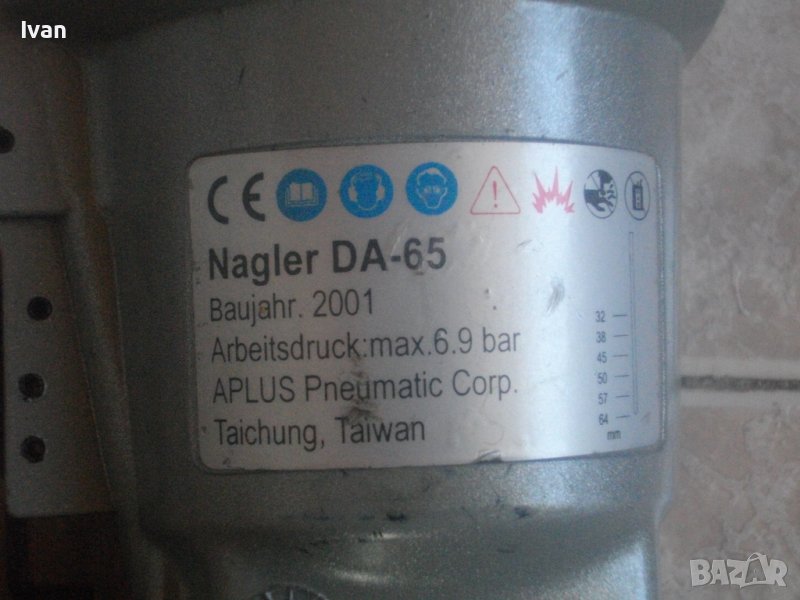 Ivan
CE
Nagler DA-65
Baujahr. 2001
Arbeitsdruck:max.6.9 bar
APLUS Pneumatic Corp.
Taichung, Taiwan
32
38
45
50
57
64
mm
BAZAR